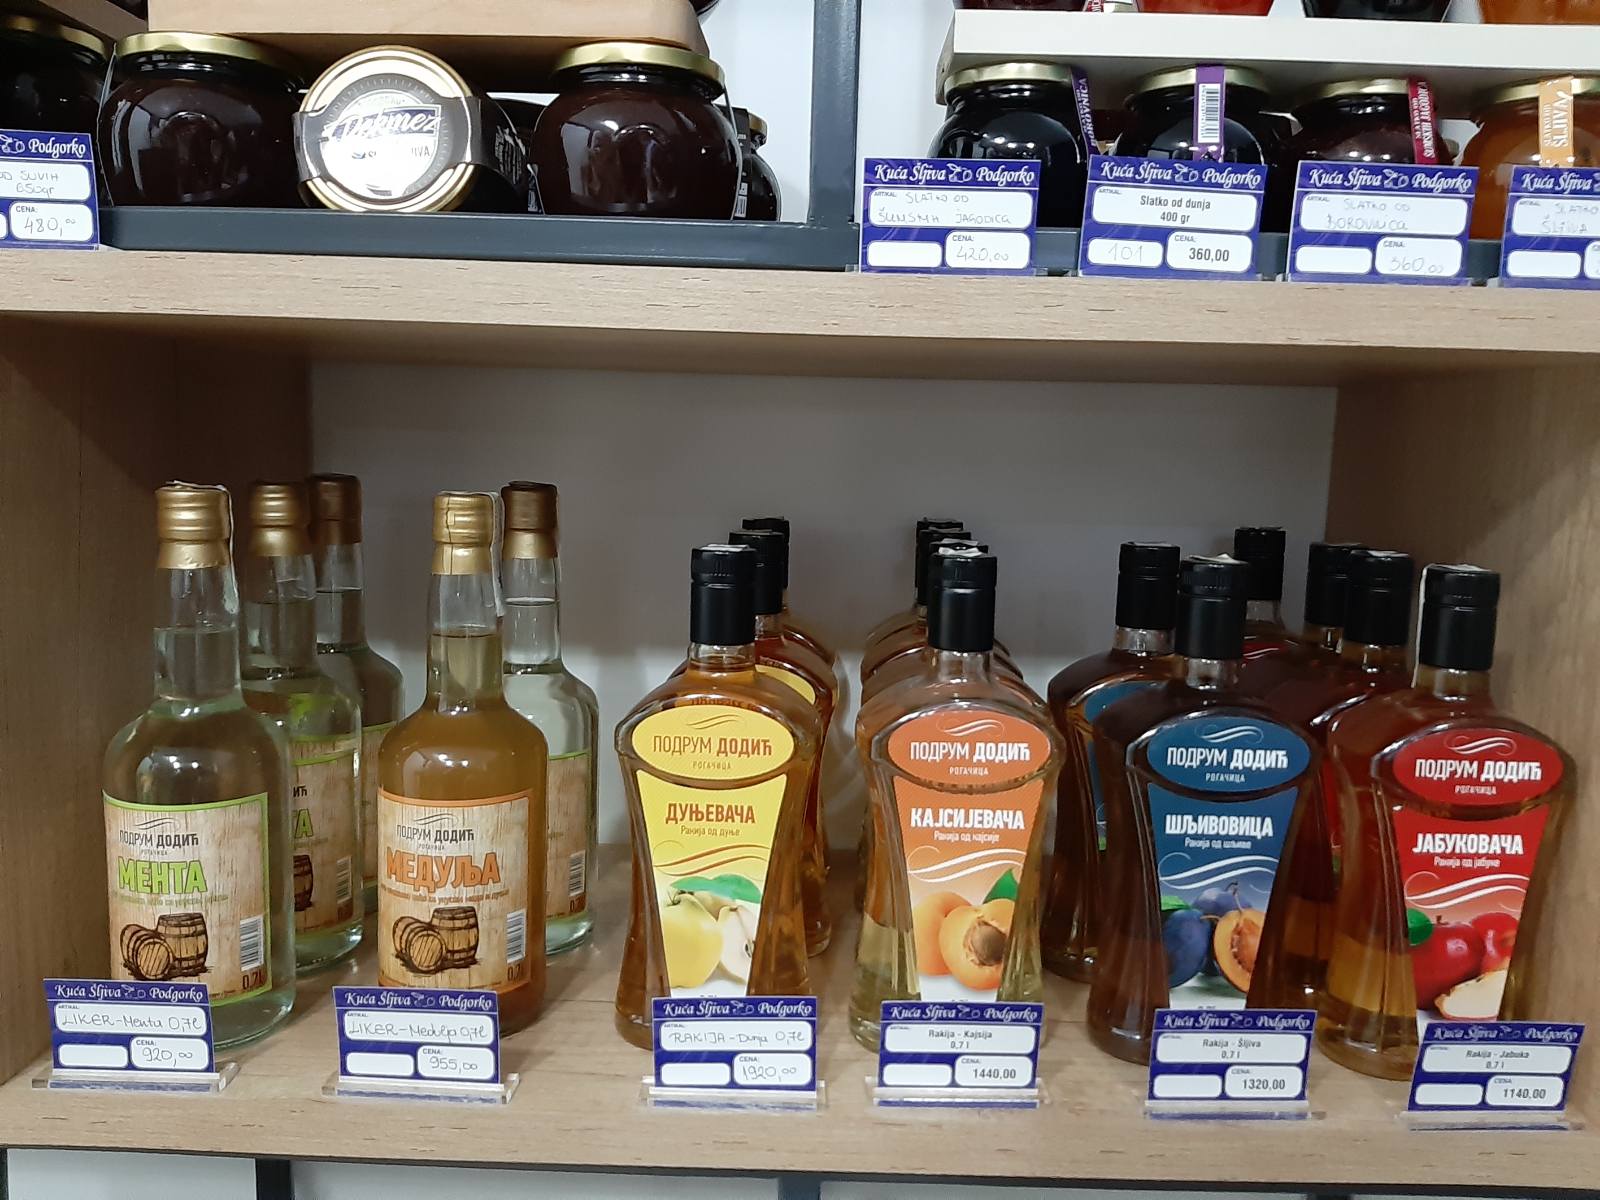 Podgorko
OD SUVIH
650gr
CENA:
480,00
Pekmez
Kuća Šljiva Podgorko
ARTIKAL:
SLATKO OD
ŠUMSKA JAGODICA
CENA:
420,00
Kuća Šljiva Podgorko
ARTIKAL:
Slatko od dunja
400 gr
101
CENA:
360,00
Kuća Šljiva Podgorko
ARTIKAL:
SLATKO OD
BOROVNICA
CENA:
360,00
Kuća Šljiva
ARTIKAL:
SLATKO
ŠLJIVA
ПОДРУМ ДОДИЋ
РОГАЧИЦА
МЕНТА
0,7L
ПОДРУМ ДОДИЋ
РОГАЧИЦА
МЕДУЉА
0,7L
ПОДРУМ ДОДИЋ
РОГАЧИЦА
ДУЊЕВАЧА
Ракија од дуње
ПОДРУМ ДОДИЋ
РОГАЧИЦА
КАЈСИЈЕВАЧА
Ракија од кајсије
ПОДРУМ ДОДИЋ
РОГАЧИЦА
ШЉИВОВИЦА
Ракија од шљиве
ПОДРУМ ДОДИЋ
РОГАЧИЦА
ЈАБУКОВАЧА
Ракија од јабуке
Kuća Šljiva Podgorko
ARTIKAL:
LIKER-Menta 0,7l
CENA:
920,00
Kuća Šljiva Podgorko
ARTIKAL:
LIKER-Medulja 0,7l
CENA:
955,00
Kuća Šljiva Podgorko
ARTIKAL:
RAKIJA-Dunja 0,7l
CENA:
1920,00
Kuća Šljiva Podgorko
ARTIKAL:
Rakija - Kajsija
0,7 l
CENA:
1440,00
Kuća Šljiva Podgorko
ARTIKAL:
Rakija - Šljiva
0,7 l
CENA:
1320,00
Kuća Šljiva Podgorko
ARTIKAL:
Rakija - Jabuka
0,7 l
CENA:
1140,00